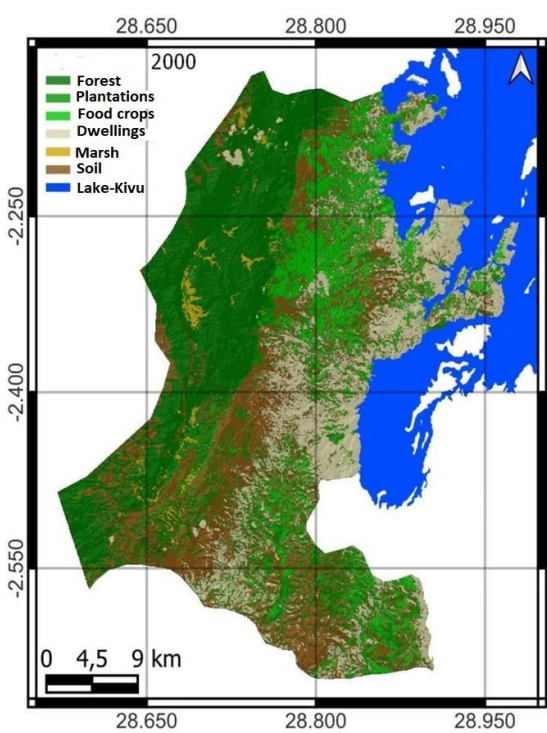 28.650 28.800 28.950
2000
Forest
Plantations
Food crops
Dwellings
Marsh
Soil
Lake-Kivu
-2.250
-2.400
-2.550
0 4,5 9 km
28.650 28.800 28.950